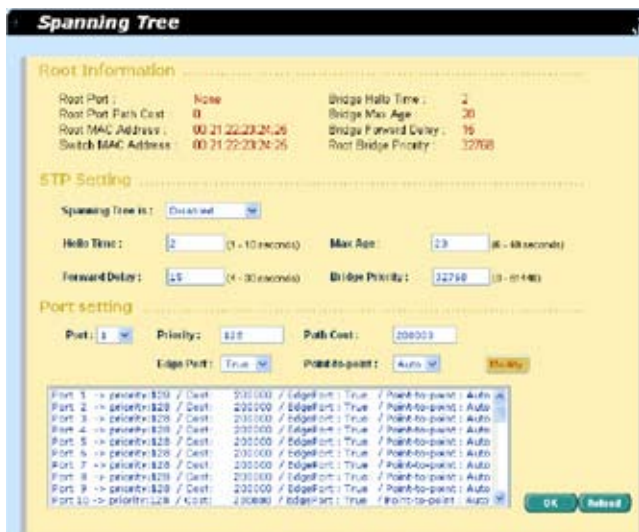 Spanning Tree
Root Information
Root Port : None Bridge Hello Time : 2
Root Port Path Cost : 0 Bridge Max Age : 20
Root MAC Address : 00:21:22:23:24:26 Bridge Forward Delay : 15
Switch MAC Address : 00:21:22:23:24:26 Root Bridge Priority : 32768
STP Setting
Spanning Tree is : Disabled
Hello Time : 2 (1 - 10 seconds) Max Age : 20 (6 - 40 seconds)
Forward Delay : 15 (4 - 30 seconds) Bridge Priority : 32768 (0 - 61440)
Port setting
Port : 1 Priority : 128 Path Cost : 200000
Edge Port : True Point-to-point : Auto Modify
Port 1 -> priority:128 / Cost: 200000 / EdgePort : True / Point-to-point : Auto
Port 2 -> priority:128 / Cost: 200000 / EdgePort : True / Point-to-point : Auto
Port 3 -> priority:128 / Cost: 200000 / EdgePort : True / Point-to-point : Auto
Port 4 -> priority:128 / Cost: 200000 / EdgePort : True / Point-to-point : Auto
Port 5 -> priority:128 / Cost: 200000 / EdgePort : True / Point-to-point : Auto
Port 6 -> priority:128 / Cost: 200000 / EdgePort : True / Point-to-point : Auto
Port 7 -> priority:128 / Cost: 200000 / EdgePort : True / Point-to-point : Auto
Port 8 -> priority:128 / Cost: 200000 / EdgePort : True / Point-to-point : Auto
Port 9 -> priority:128 / Cost: 200000 / EdgePort : True / Point-to-point : Auto
Port 10 -> priority:128 / Cost: 200000 / EdgePort : True / Point-to-point : Auto
OK Reload